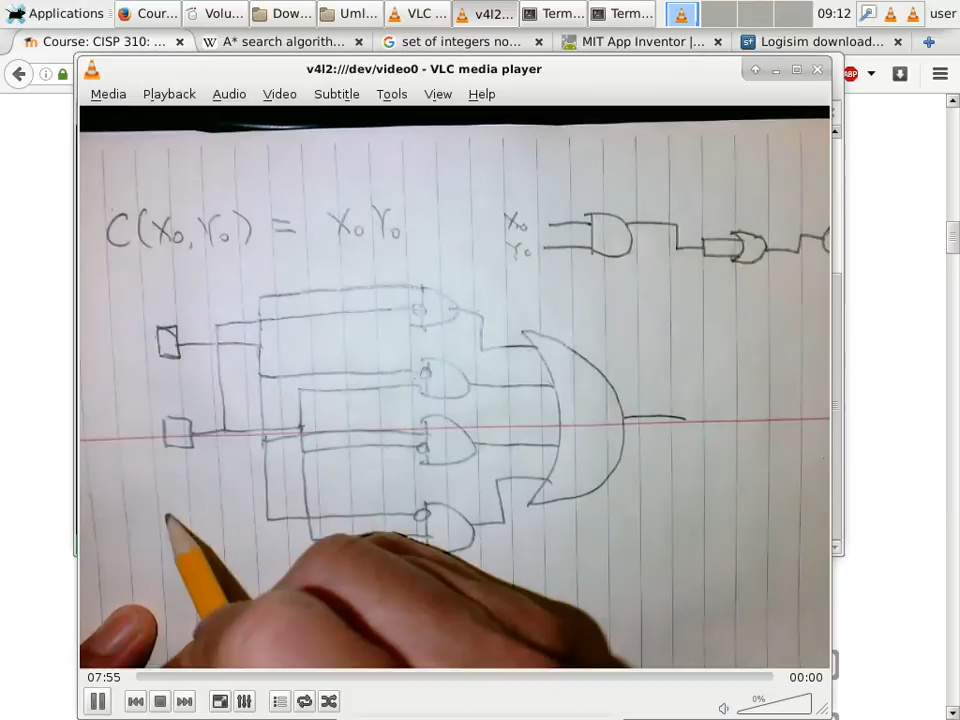 Applications
Cour...
Volu...
Dow...
Uml...
VLC ...
v4l2...
Term...
Term...
09:12
user
Course: CISP 310: ...
A* search algorith...
set of integers no...
MIT App Inventor |...
Logisim download...
ABP
v4l2:///dev/video0 - VLC media player
Media Playback Audio Video Subtitle Tools View Help
C(X₀,Y₀) = X₀Y₀
X₀
Y₀
07:55
00:00
0%